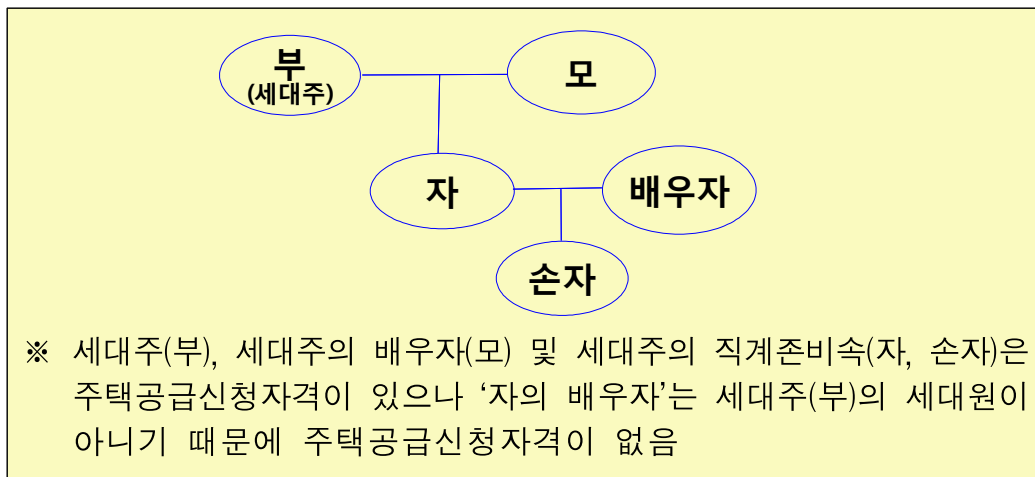 부
(세대주)
모
자
배우자
손자
※ 세대주(부), 세대주의 배우자(모) 및 세대주의 직계존비속(자, 손자)은
주택공급신청자격이 있으나 ‘자의 배우자’는 세대주(부)의 세대원이
아니기 때문에 주택공급신청자격이 없음